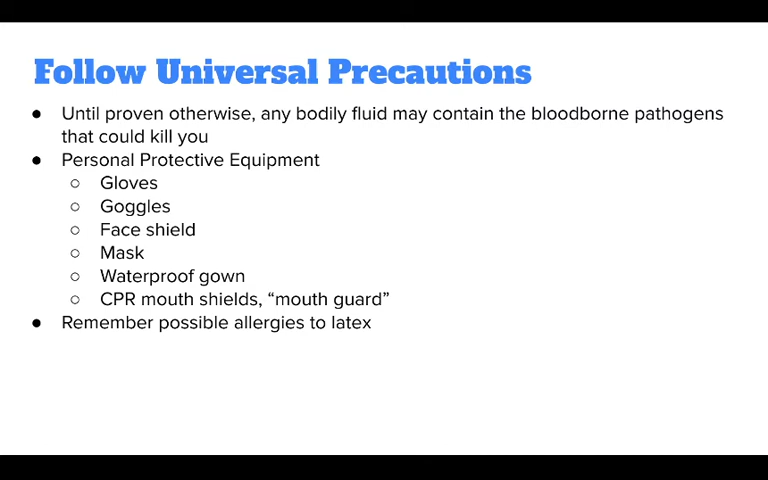 Follow Universal Precautions
● Until proven otherwise, any bodily fluid may contain the bloodborne pathogens
that could kill you
● Personal Protective Equipment
○ Gloves
○ Goggles
○ Face shield
○ Mask
○ Waterproof gown
○ CPR mouth shields, “mouth guard”
● Remember possible allergies to latex